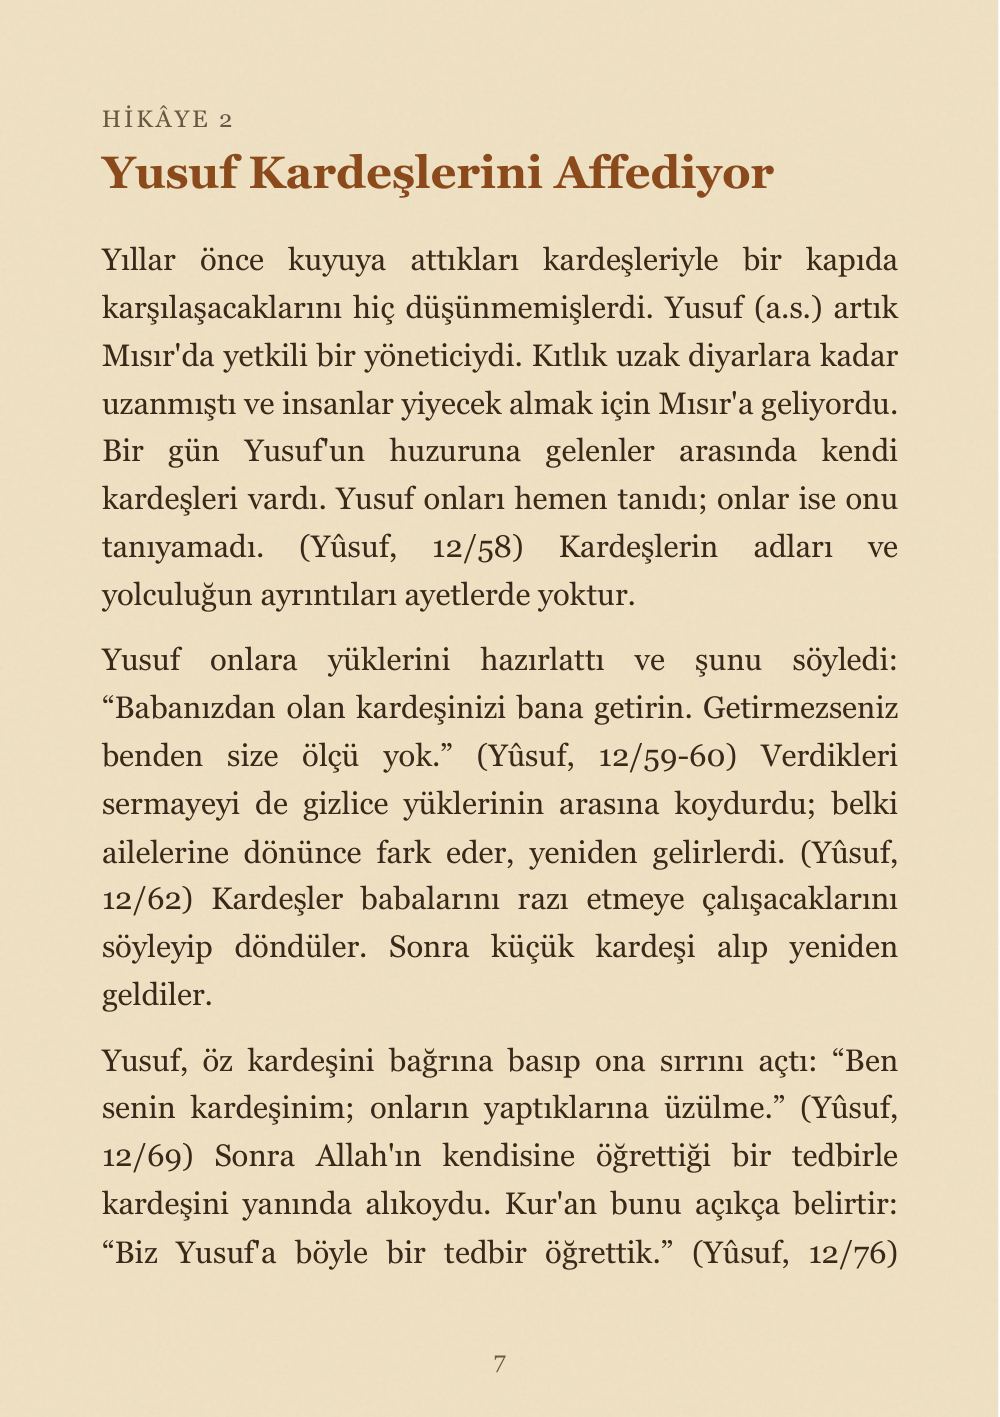 HİKÂYE 2
Yusuf Kardeşlerini Affediyor
Yıllar önce kuyuya attıkları kardeşleriyle bir kapıda
karşılaşacaklarını hiç düşünmemişlerdi. Yusuf (a.s.) artık
Mısır'da yetkili bir yöneticiydi. Kıtlık uzak diyarlara kadar
uzanmıştı ve insanlar yiyecek almak için Mısır'a geliyordu.
Bir gün Yusuf'un huzuruna gelenler arasında kendi
kardeşleri vardı. Yusuf onları hemen tanıdı; onlar ise onu
tanıyamadı. (Yûsuf, 12/58) Kardeşlerin adları ve
yolculuğun ayrıntıları ayetlerde yoktur.
Yusuf onlara yüklerini hazırlattı ve şunu söyledi:
“Babanızdan olan kardeşinizi bana getirin. Getirmezseniz
benden size ölçü yok.” (Yûsuf, 12/59-60) Verdikleri
sermayeyi de gizlice yüklerinin arasına koydurdu; belki
ailelerine dönünce fark eder, yeniden gelirlerdi. (Yûsuf,
12/62) Kardeşler babalarını razı etmeye çalışacaklarını
söyleyip döndüler. Sonra küçük kardeşi alıp yeniden
geldiler.
Yusuf, öz kardeşini bağrına basıp ona sırrını açtı: “Ben
senin kardeşinim; onların yaptıklarına üzülme.” (Yûsuf,
12/69) Sonra Allah'ın kendisine öğrettiği bir tedbirle
kardeşini yanında alıkoydu. Kur'an bunu açıkça belirtir:
“Biz Yusuf'a böyle bir tedbir öğrettik.” (Yûsuf, 12/76)
7